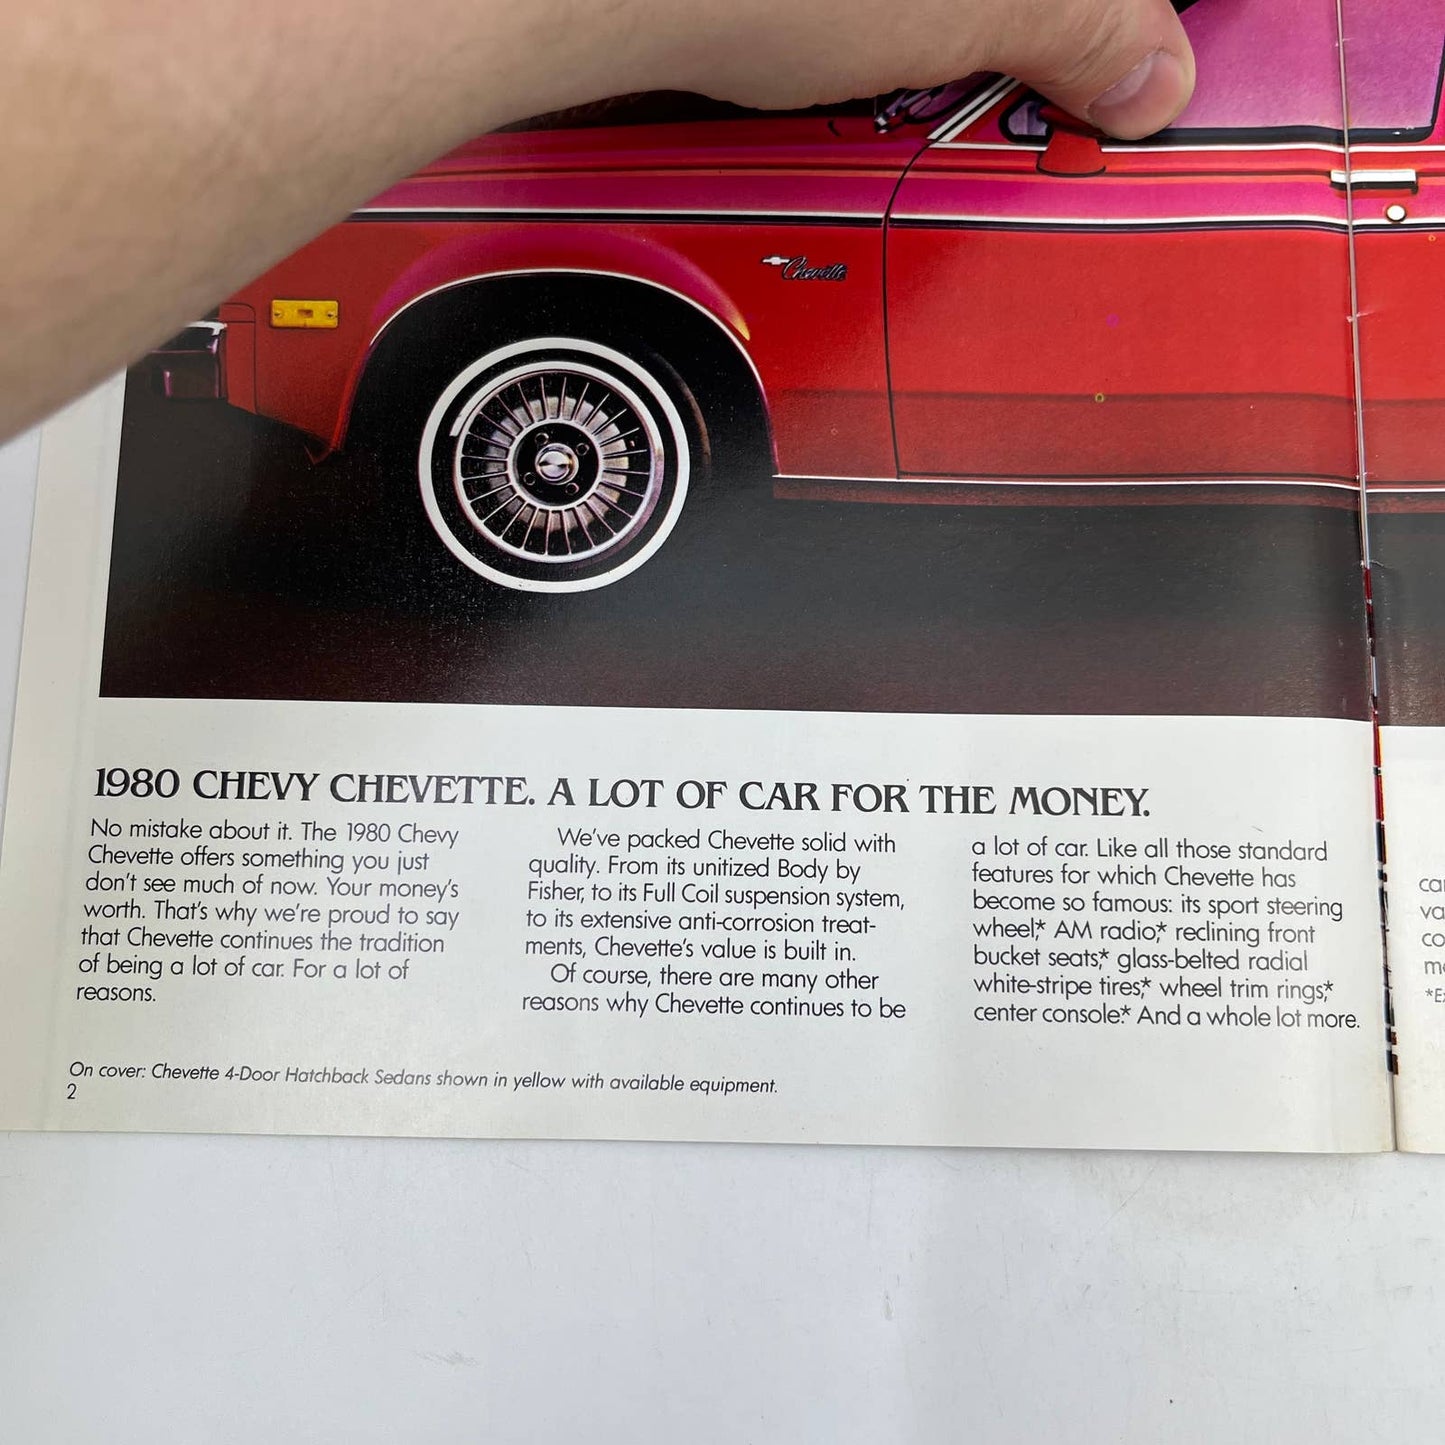 Chevette
1980 CHEVY CHEVETTE. A LOT OF CAR FOR THE MONEY.
No mistake about it. The 1980 Chevy
Chevette offers something you just
don't see much of now. Your money's
worth. That's why we're proud to say
that Chevette continues the tradition
of being a lot of car. For a lot of
reasons.
We've packed Chevette solid with
quality. From its unitized Body by
Fisher, to its Full Coil suspension system,
to its extensive anti-corrosion treat-
ments, Chevette's value is built in.
Of course, there are many other
reasons why Chevette continues to be
a lot of car. Like all those standard
features for which Chevette has
become so famous: its sport steering
wheel,* AM radio,* reclining front
bucket seats,* glass-belted radial
white-stripe tires,* wheel trim rings,*
center console.* And a whole lot more.
On cover: Chevette 4-Door Hatchback Sedans shown in yellow with available equipment.
2